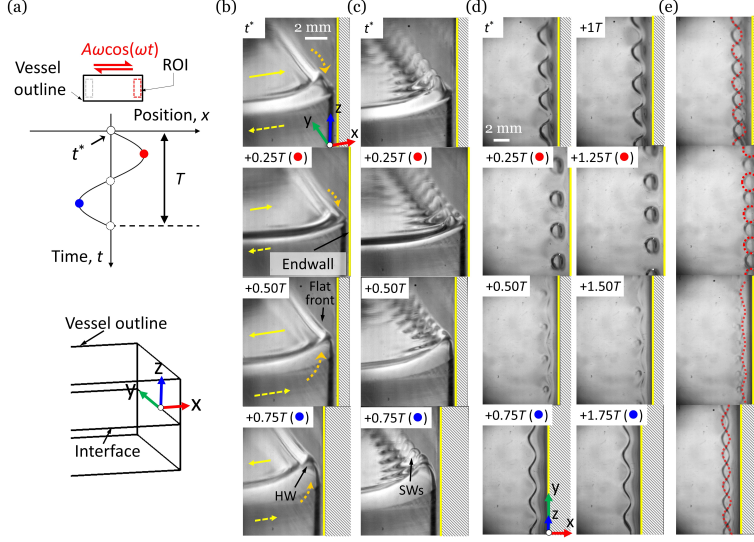 (a)
Aωcos(ωt)
Vessel
outline
ROI
Position, x
t*
T
Time, t
Vessel outline
z
y
x
Interface
(b)
t*
2 mm
z
y
x
+0.25T (●)
Endwall
+0.50T
Flat
front
+0.75T (●)
HW
(c)
t*
+0.25T (●)
+0.50T
+0.75T (●)
SWs
(d)
t*
+1T
2 mm
+0.25T (●)
+1.25T (●)
+0.50T
+1.50T
+0.75T (●)
+1.75T (●)
y
z
x
(e)